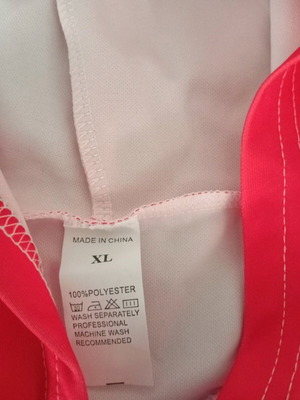 MADE IN CHINA
XL
100%POLYESTER
WASH SEPARATELY
PROFESSIONAL
MACHINE WASH
RECOMMENDED